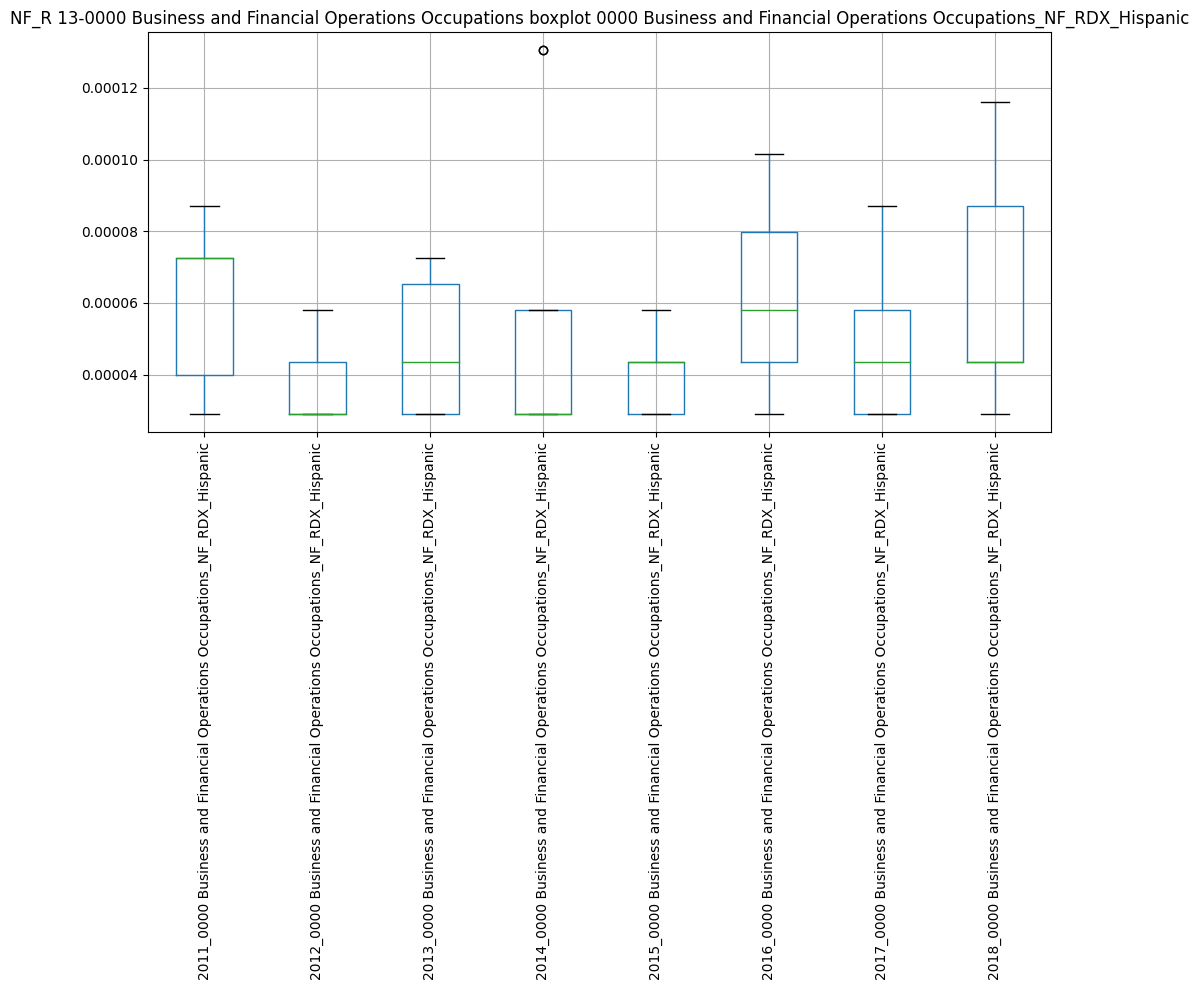 NF_R 13-0000 Business and Financial Operations Occupations boxplot 0000 Business and Financial Operations Occupations_NF_RDX_Hispanic
0.00012
0.00010
0.00008
0.00006
0.00004
2011_0000 Business and Financial Operations Occupations_NF_RDX_Hispanic
2012_0000 Business and Financial Operations Occupations_NF_RDX_Hispanic
2013_0000 Business and Financial Operations Occupations_NF_RDX_Hispanic
2014_0000 Business and Financial Operations Occupations_NF_RDX_Hispanic
2015_0000 Business and Financial Operations Occupations_NF_RDX_Hispanic
2016_0000 Business and Financial Operations Occupations_NF_RDX_Hispanic
2017_0000 Business and Financial Operations Occupations_NF_RDX_Hispanic
2018_0000 Business and Financial Operations Occupations_NF_RDX_Hispanic